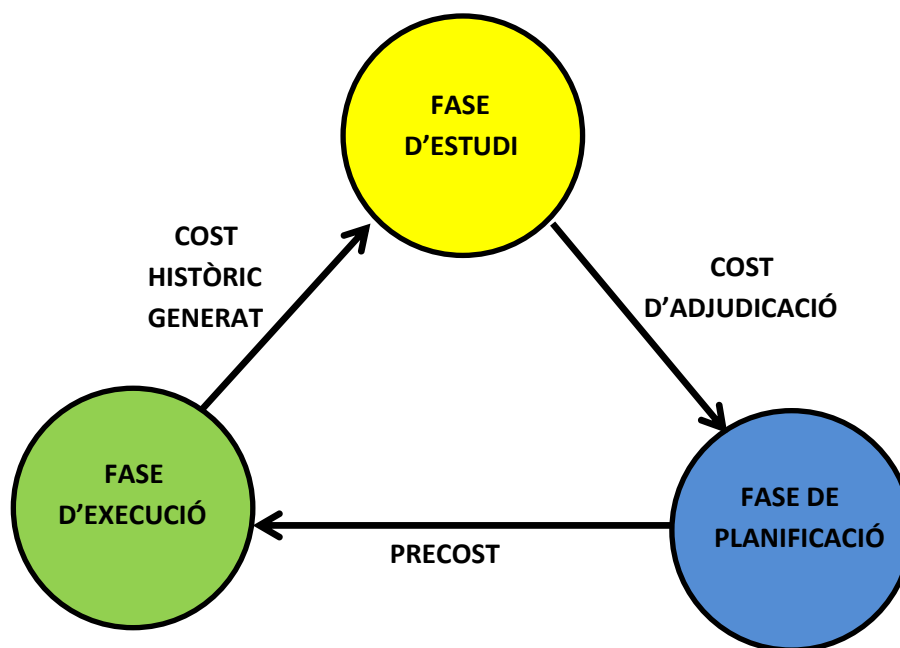 FASE
D’ESTUDI
COST
HISTÒRIC
GENERAT
COST
D’ADJUDICACIÓ
FASE
D’EXECUCIÓ
FASE DE
PLANIFICACIÓ
PRECOST